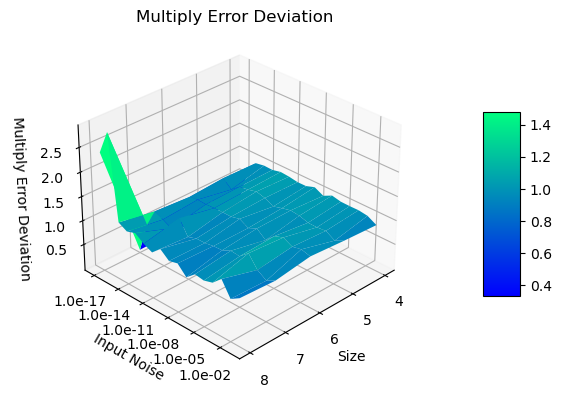 Multiply Error Deviation
Multiply Error Deviation
2.5
2.0
1.5
1.0
0.5
1.0e-17
1.0e-14
1.0e-11
1.0e-08
1.0e-05
1.0e-02
Input Noise
4
5
6
7
8
Size
1.4
1.2
1.0
0.8
0.6
0.4